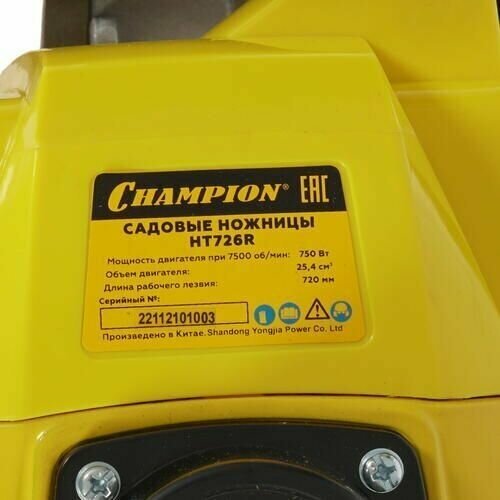 CHAMPION® EAC
САДОВЫЕ НОЖНИЦЫ
HT726R
Мощность двигателя при 7500 об/мин: 750 Вт
Объем двигателя: 25,4 см³
Длина рабочего лезвия: 720 мм
Серийный №:
22112101003
Произведено в Китае. Shandong Yongjia Power Co. Ltd